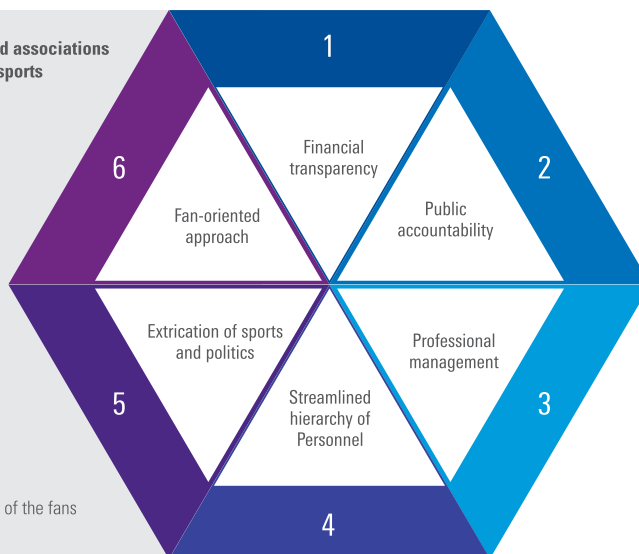 d associations
sports
1
Financial
transparency
2
Public
accountability
3
Professional
management
4
Streamlined
hierarchy of
Personnel
5
Extrication of sports
and politics
6
Fan-oriented
approach
of the fans